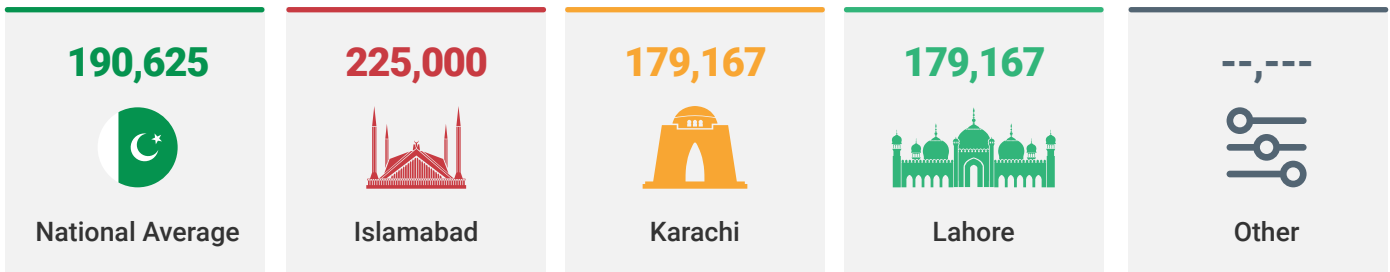 190,625
National Average
225,000
Islamabad
179,167
Karachi
179,167
Lahore
--,---
Other